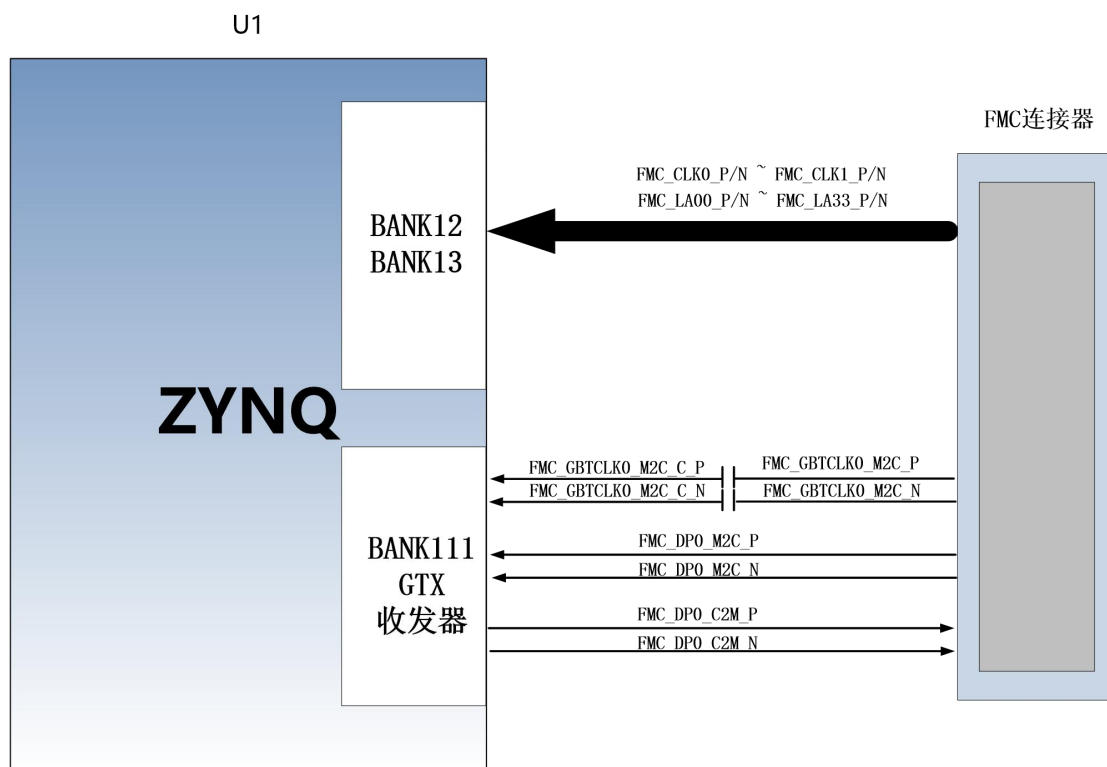 U1
FMC连接器
FMC_CLK0_P/N ~ FMC_CLK1_P/N
FMC_LA00_P/N ~ FMC_LA33_P/N
BANK12
BANK13
ZYNQ
FMC_GBTCLK0_M2C_C_P
FMC_GBTCLK0_M2C_P
FMC_GBTCLK0_M2C_C_N
FMC_GBTCLK0_M2C_N
BANK111
GTX
收发器
FMC_DP0_M2C_P
FMC_DP0_M2C_N
FMC_DP0_C2M_P
FMC_DP0_C2M_N